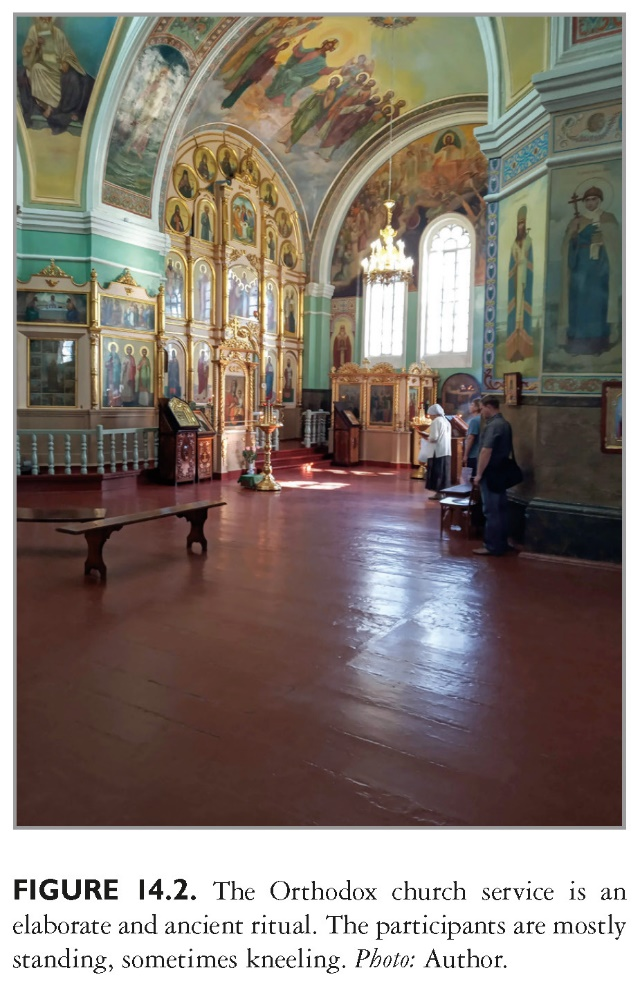 FIGURE 14.2. The Orthodox church service is an
elaborate and ancient ritual. The participants are mostly
standing, sometimes kneeling. Photo: Author.